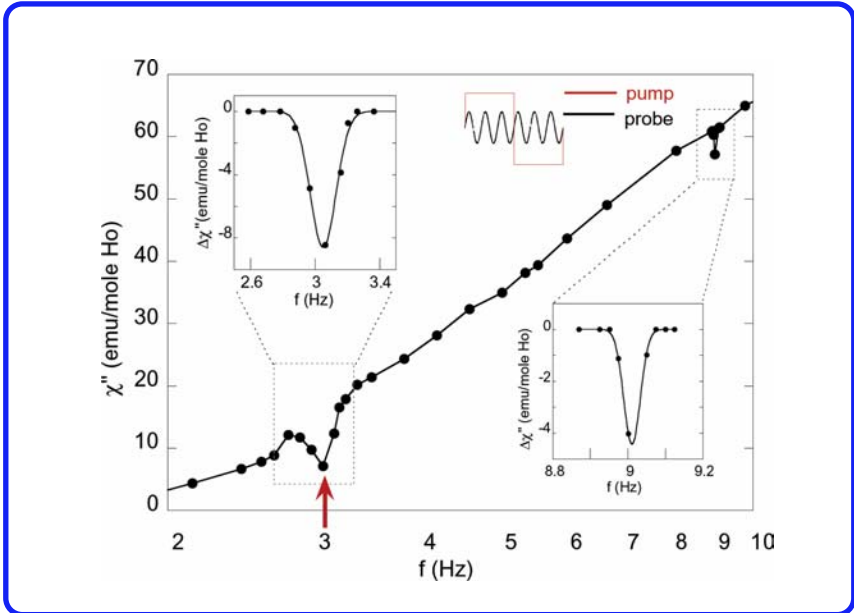 70
60
50
40
30
20
10
0
χ" (emu/mole Ho)
2 3 4 5 6 7 8 9 10
f (Hz)
pump
probe
0
-4
-8
Δχ"(emu/mole Ho)
2.6 3 3.4
f (Hz)
0
-2
-4
Δχ" (emu/mole Ho)
8.8 9 9.2
f (Hz)